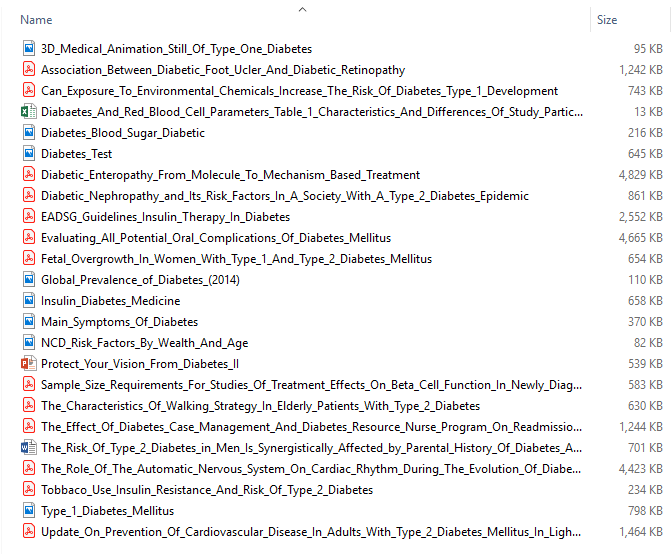 Name Size
3D_Medical_Animation_Still_Of_Type_One_Diabetes 95 KB
Association_Between_Diabetic_Foot_Ucler_And_Diabetic_Retinopathy 1,242 KB
Can_Exposure_To_Environmental_Chemicals_Increase_The_Risk_Of_Diabetes_Type_1_Development 743 KB
Diabaetes_And_Red_Blood_Cell_Parameters_Table_1_Characteristics_And_Differences_Of_Study_Partic... 13 KB
Diabetes_Blood_Sugar_Diabetic 216 KB
Diabetes_Test 645 KB
Diabetic_Enteropathy_From_Molecule_To_Mechanism_Based_Treatment 4,829 KB
Diabetic_Nephropathy_and_Its_Risk_Factors_In_A_Society_With_A_Type_2_Diabetes_Epidemic 861 KB
EADSG_Guidelines_Insulin_Therapy_In_Diabetes 2,552 KB
Evaluating_All_Potential_Oral_Complications_Of_Diabetes_Mellitus 4,665 KB
Fetal_Overgrowth_In_Women_With_Type_1_And_Type_2_Diabetes_Mellitus 654 KB
Global_Prevalence_of_Diabetes_(2014) 110 KB
Insulin_Diabetes_Medicine 658 KB
Main_Symptoms_Of_Diabetes 370 KB
NCD_Risk_Factors_By_Wealth_And_Age 82 KB
Protect_Your_Vision_From_Diabetes_II 539 KB
Sample_Size_Requirements_For_Studies_Of_Treatment_Effects_On_Beta_Cell_Function_In_Newly_Diag... 583 KB
The_Characteristics_Of_Walking_Strategy_In_Elderly_Patients_With_Type_2_Diabetes 630 KB
The_Effect_Of_Diabetes_Case_Management_And_Diabetes_Resource_Nurse_Program_On_Readmissio... 1,244 KB
The_Risk_Of_Type_2_Diabetes_in_Men_Is_Synergistically_Affected_by_Parental_History_Of_Diabetes_A... 701 KB
The_Role_Of_The_Automatic_Nervous_System_On_Cardiac_Rhythm_During_The_Evolution_Of_Diabe... 4,423 KB
Tobbaco_Use_Insulin_Resistance_And_Risk_Of_Type_2_Diabetes 234 KB
Type_1_Diabetes_Mellitus 798 KB
Update_On_Prevention_Of_Cardiovascular_Disease_In_Adults_With_Type_2_Diabetes_Mellitus_In_Ligh... 1,464 KB